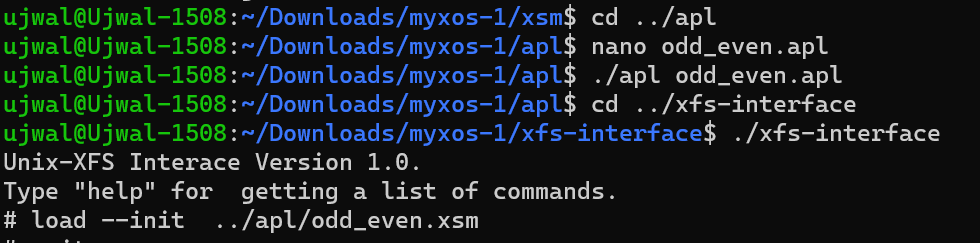 ujwal@Ujwal-1508:~/Downloads/myxos-1/xsm$ cd ../apl
ujwal@Ujwal-1508:~/Downloads/myxos-1/apl$ nano odd_even.apl
ujwal@Ujwal-1508:~/Downloads/myxos-1/apl$ ./apl odd_even.apl
ujwal@Ujwal-1508:~/Downloads/myxos-1/apl$ cd ../xfs-interface
ujwal@Ujwal-1508:~/Downloads/myxos-1/xfs-interface$ ./xfs-interface
Unix-XFS Interace Version 1.0.
Type "help" for  getting a list of commands.
# load --init  ../apl/odd_even.xsm